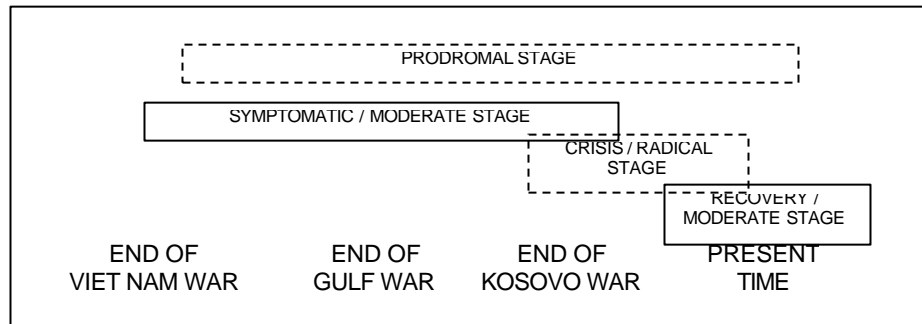 PRODROMAL STAGE
SYMPTOMATIC / MODERATE STAGE
CRISIS / RADICAL
STAGE
RECOVERY /
MODERATE STAGE
END OF
VIET NAM WAR
END OF
GULF WAR
END OF
KOSOVO WAR
PRESENT
TIME